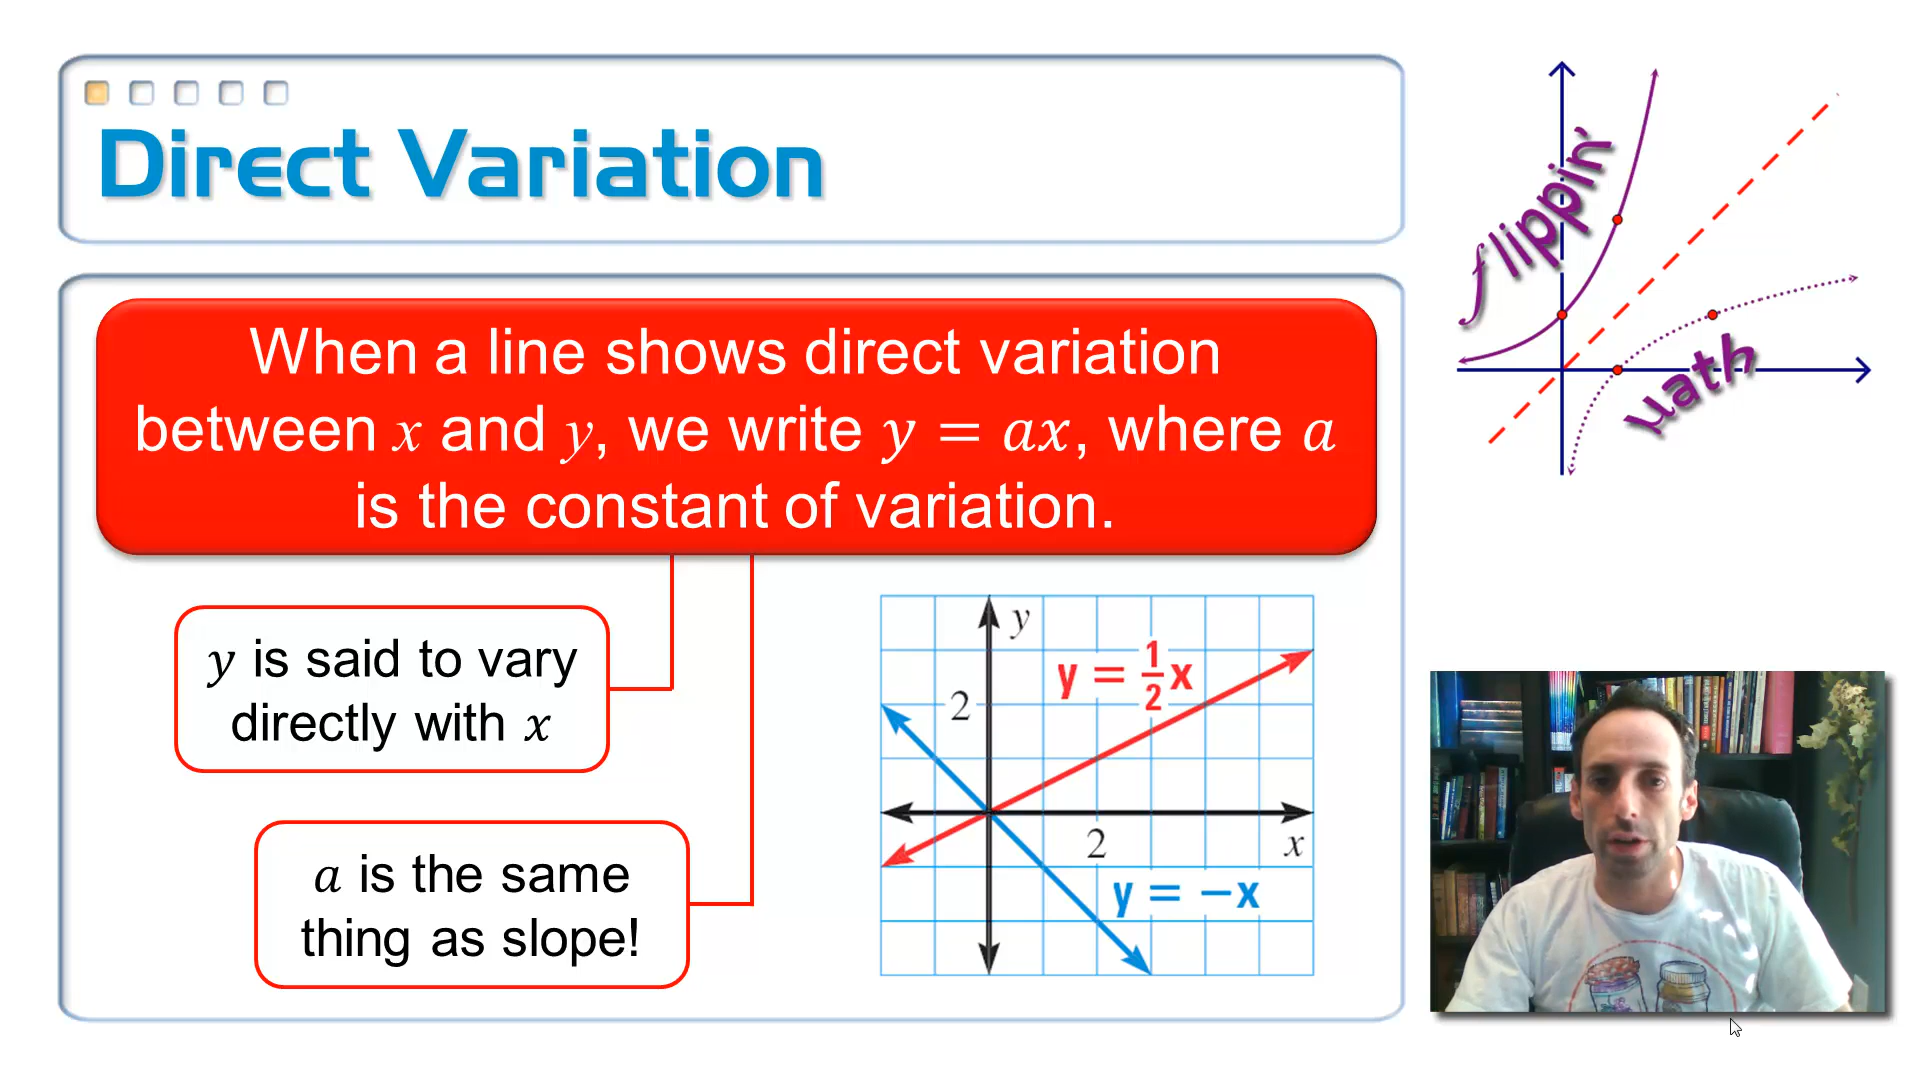 Direct Variation
flippin'
math
When a line shows direct variation
between x and y, we write y = ax, where a
is the constant of variation.
y is said to vary
directly with x
a is the same
thing as slope!
y
y = 1/2 x
2
2
x
y = −x